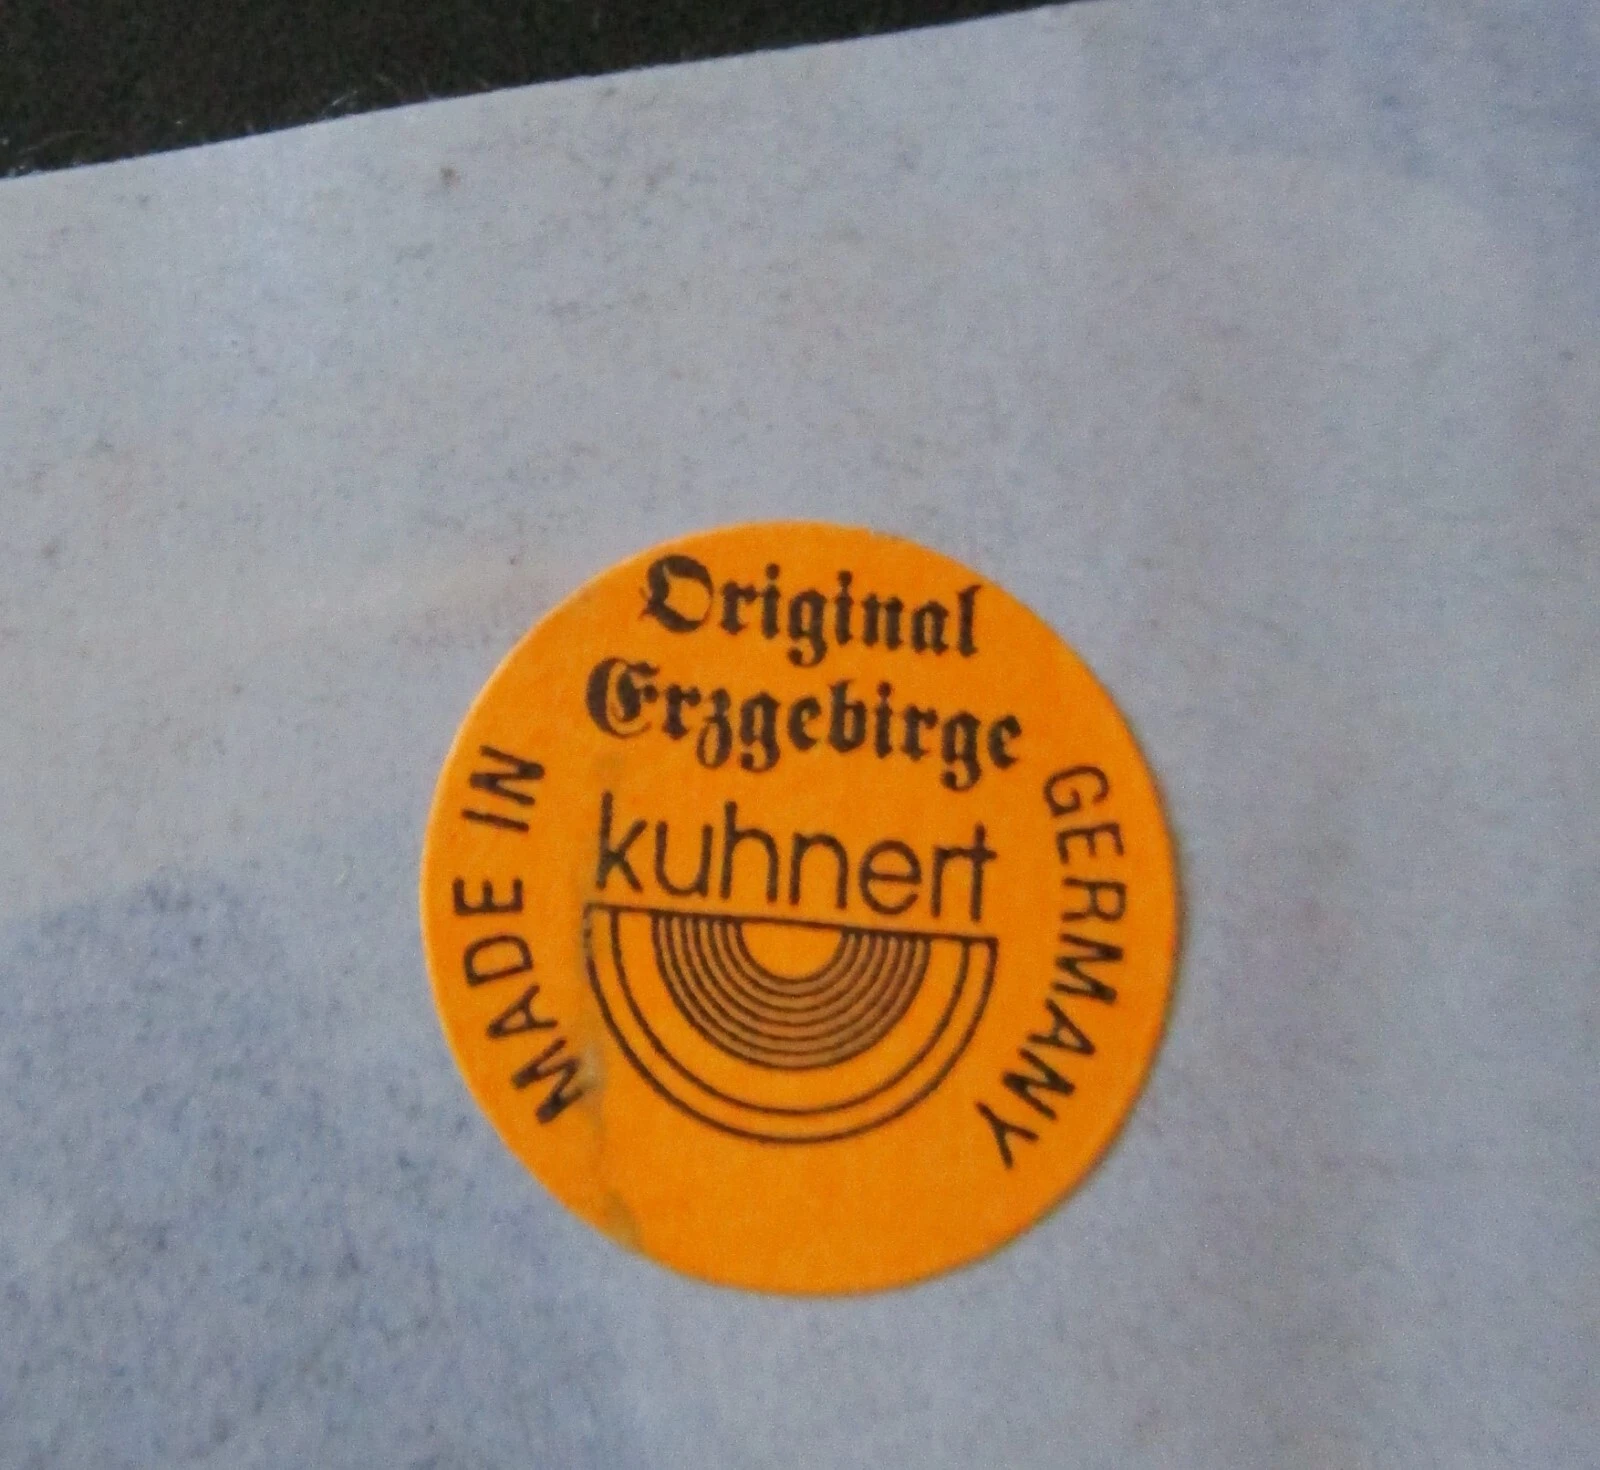 Original
Erzgebirge
kuhnert
MADE IN
GERMANY